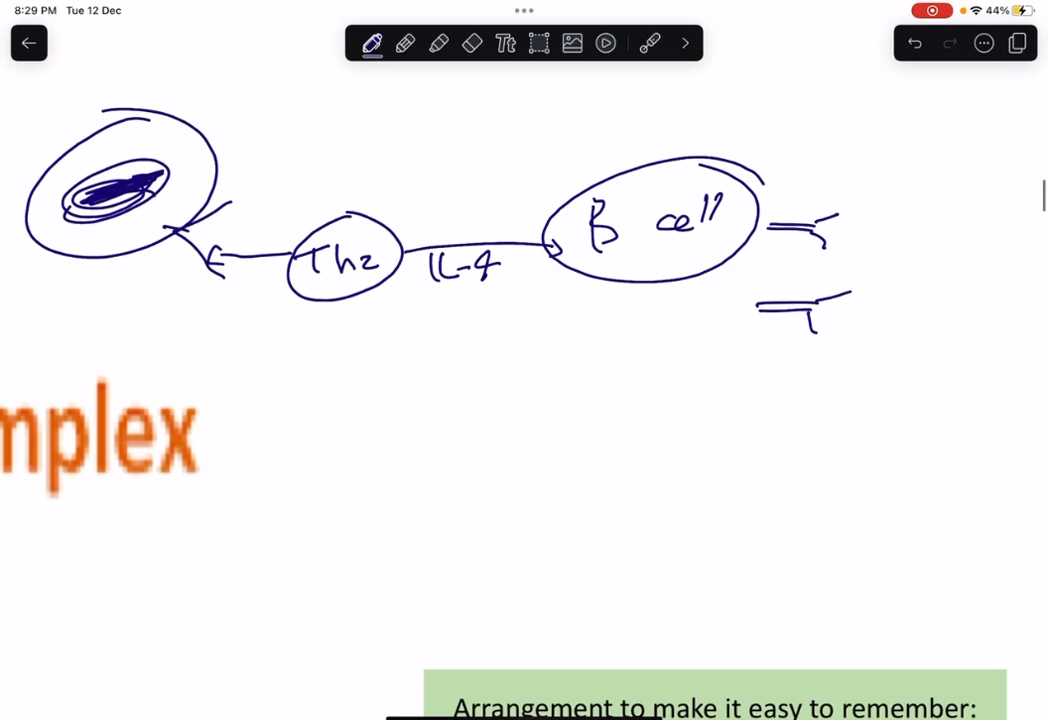 8:29 PM Tue 12 Dec
44%
Tt
B cell
Th2
IL-4
mplex
Arrangement to make it easy to remember: